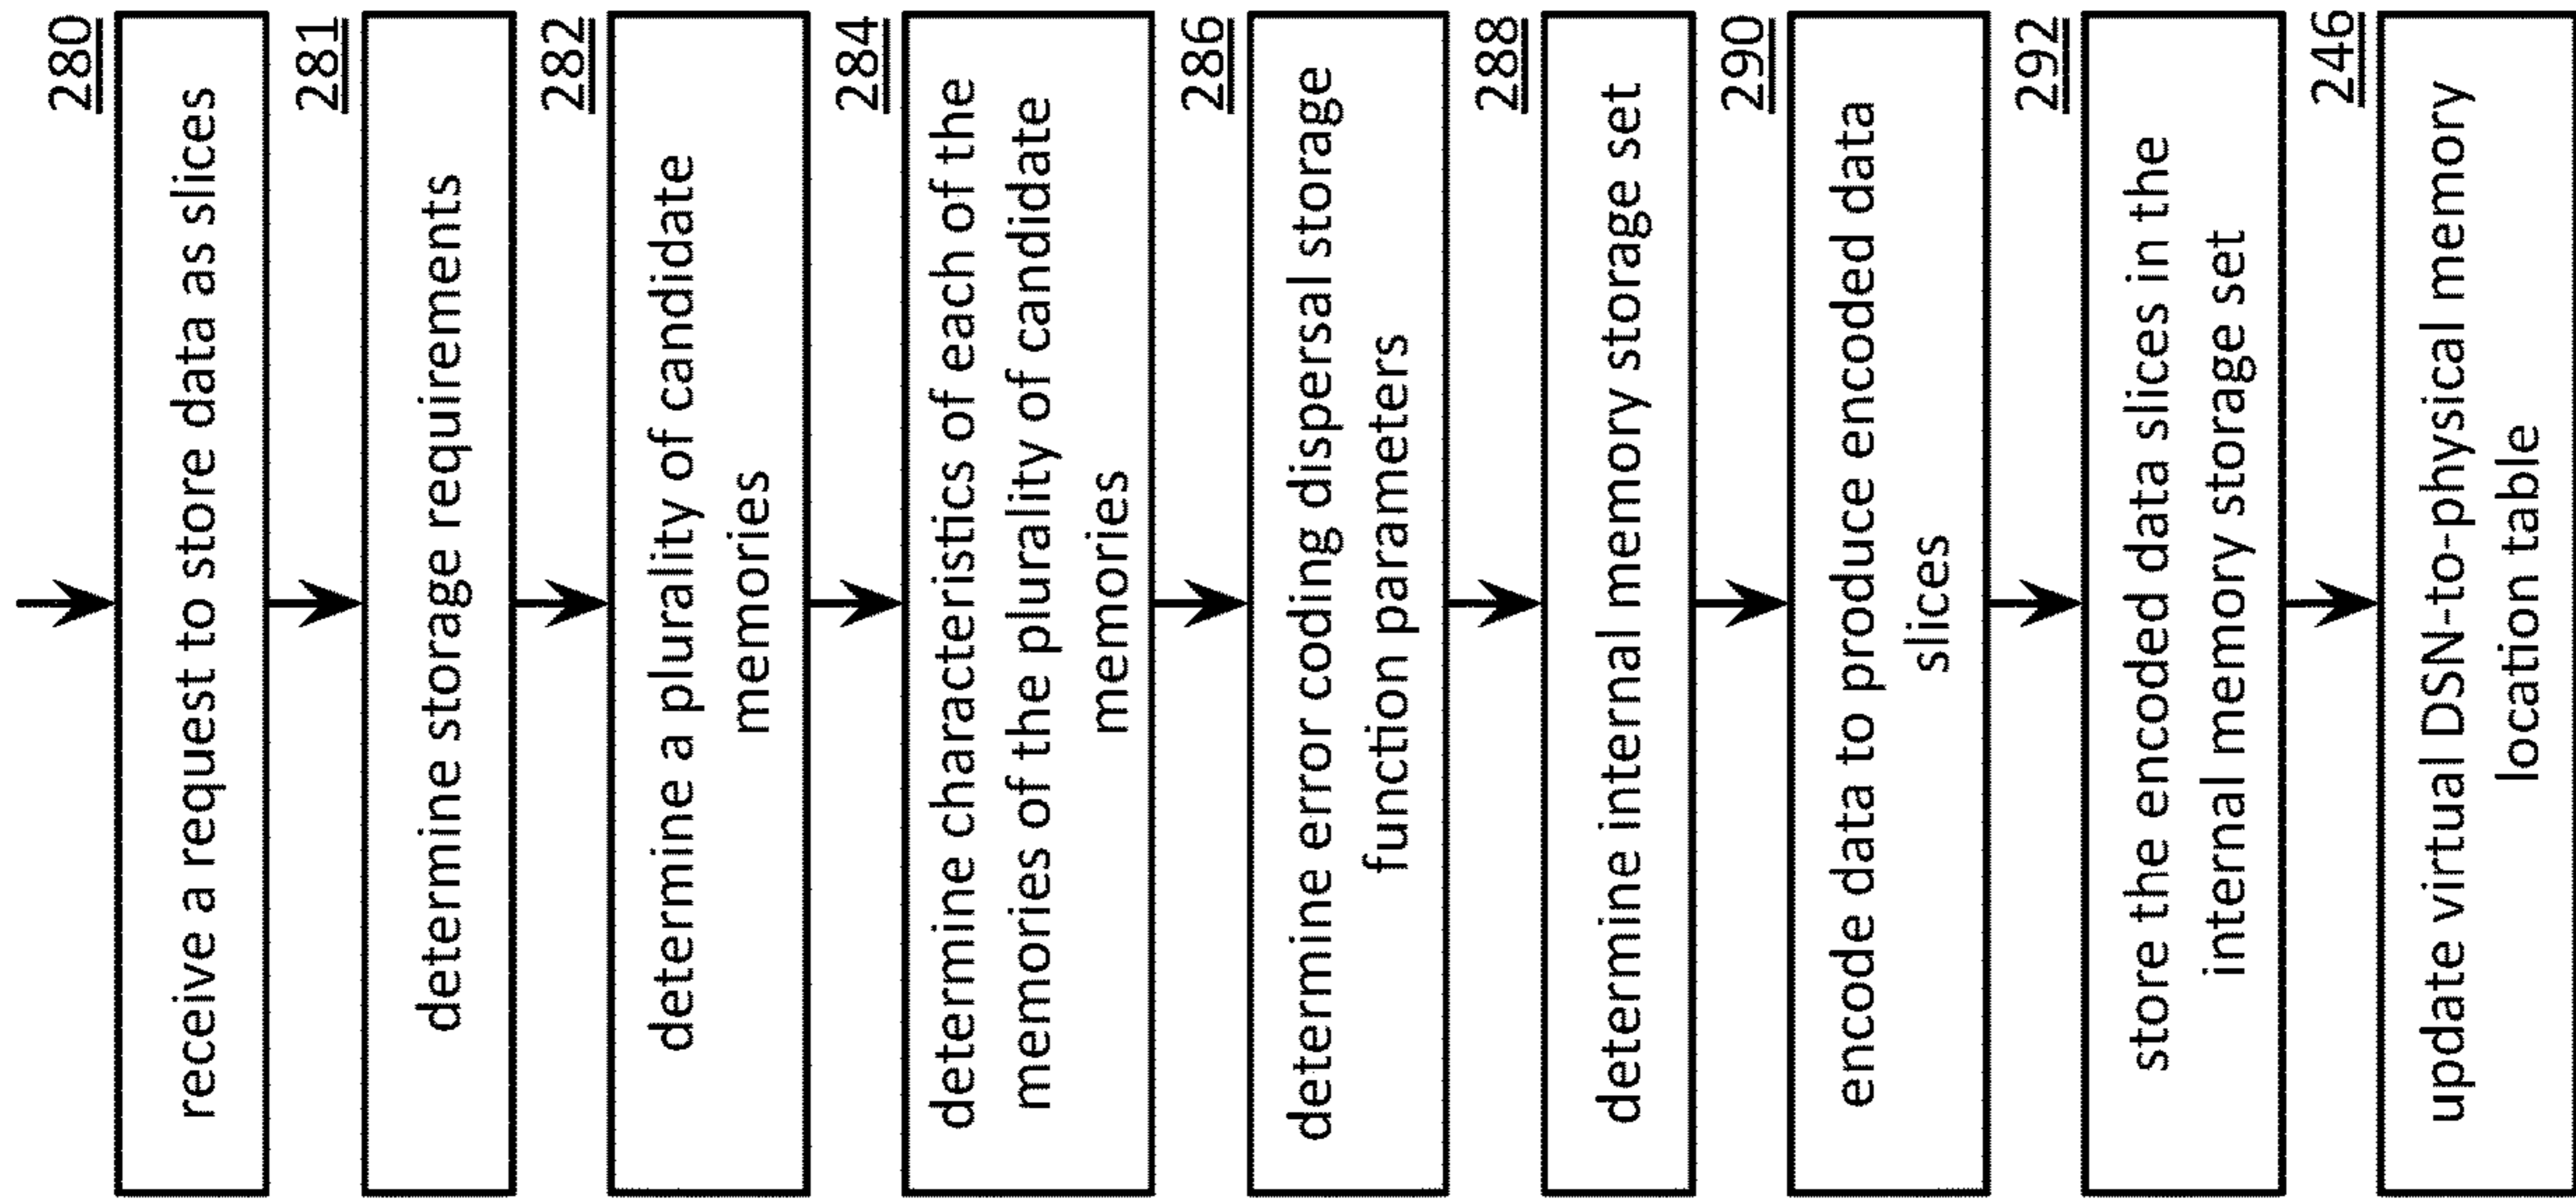 280
receive a request to store data as slices
281
determine storage requirements
282
determine a plurality of candidate
memories
284
determine characteristics of each of the
memories of the plurality of candidate
memories
286
determine error coding dispersal storage
function parameters
288
determine internal memory storage set
290
encode data to produce encoded data
slices
292
store the encoded data slices in the
internal memory storage set
246
update virtual DSN-to-physical memory
location table